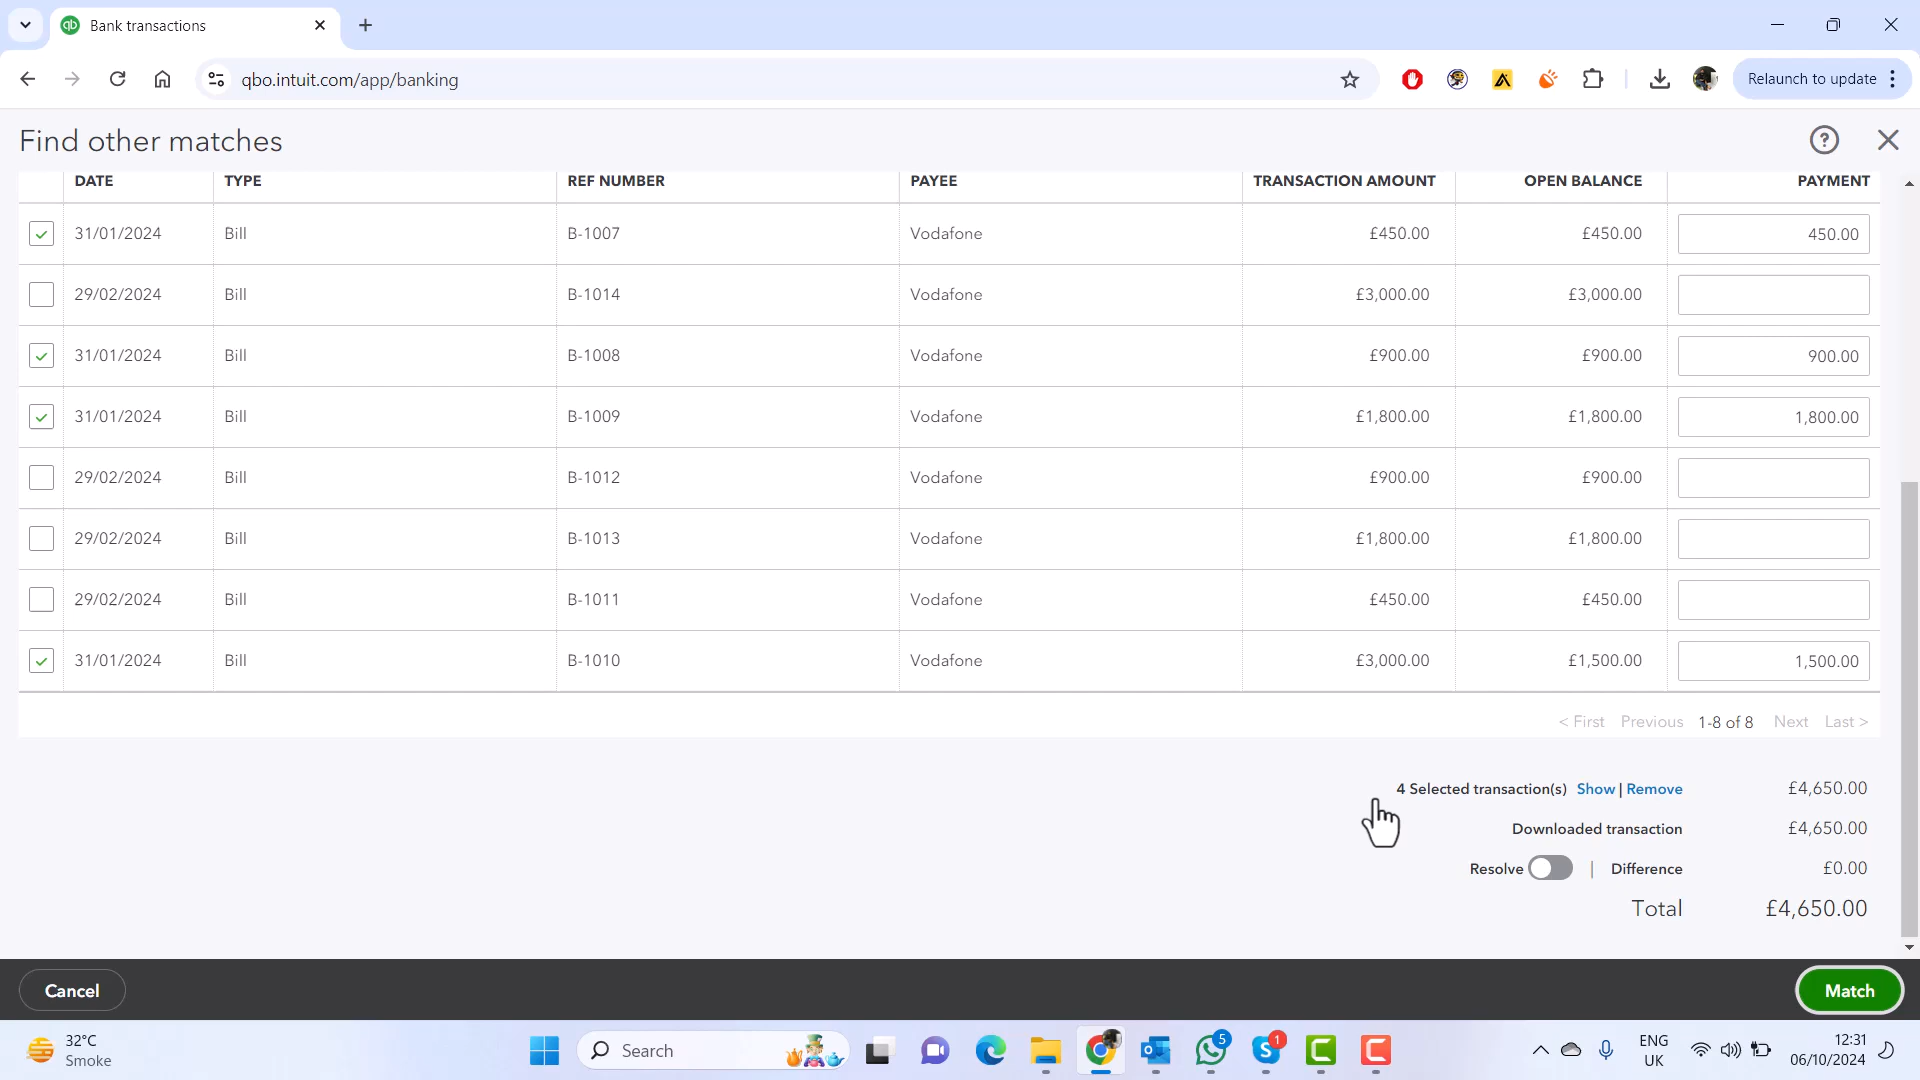 Bank transactions
qbo.intuit.com/app/banking
Relaunch to update
Find other matches
DATE TYPE REF NUMBER PAYEE TRANSACTION AMOUNT OPEN BALANCE PAYMENT
31/01/2024 Bill B-1007 Vodafone £450.00 £450.00 450.00
29/02/2024 Bill B-1014 Vodafone £3,000.00 £3,000.00
31/01/2024 Bill B-1008 Vodafone £900.00 £900.00 900.00
31/01/2024 Bill B-1009 Vodafone £1,800.00 £1,800.00 1,800.00
29/02/2024 Bill B-1012 Vodafone £900.00 £900.00
29/02/2024 Bill B-1013 Vodafone £1,800.00 £1,800.00
29/02/2024 Bill B-1011 Vodafone £450.00 £450.00
31/01/2024 Bill B-1010 Vodafone £3,000.00 £1,500.00 1,500.00
< First Previous 1-8 of 8 Next Last >
4 Selected transaction(s) Show | Remove £4,650.00
Downloaded transaction £4,650.00
Resolve | Difference £0.00
Total £4,650.00
Cancel
Match
32°C
Smoke
Search
5
1
ENG
UK
12:31
06/10/2024